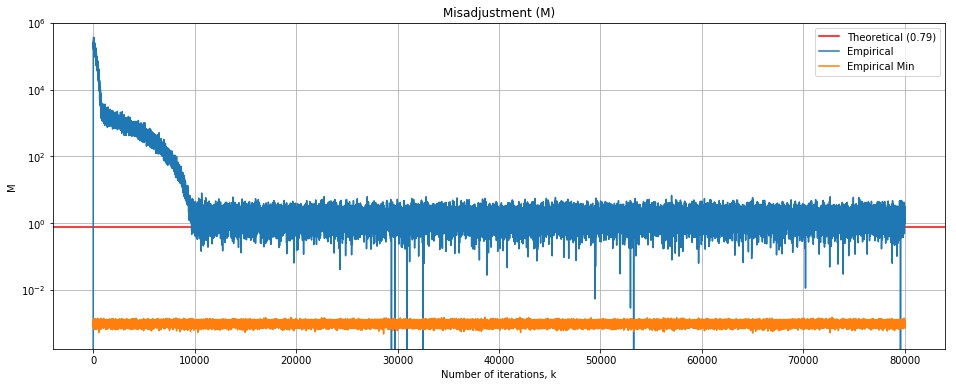 Misadjustment (M)
Theoretical (0.79)
Empirical
Empirical Min
M
10^6
10^4
10^2
10^0
10^-2
0
10000
20000
30000
40000
50000
60000
70000
80000
Number of iterations, k